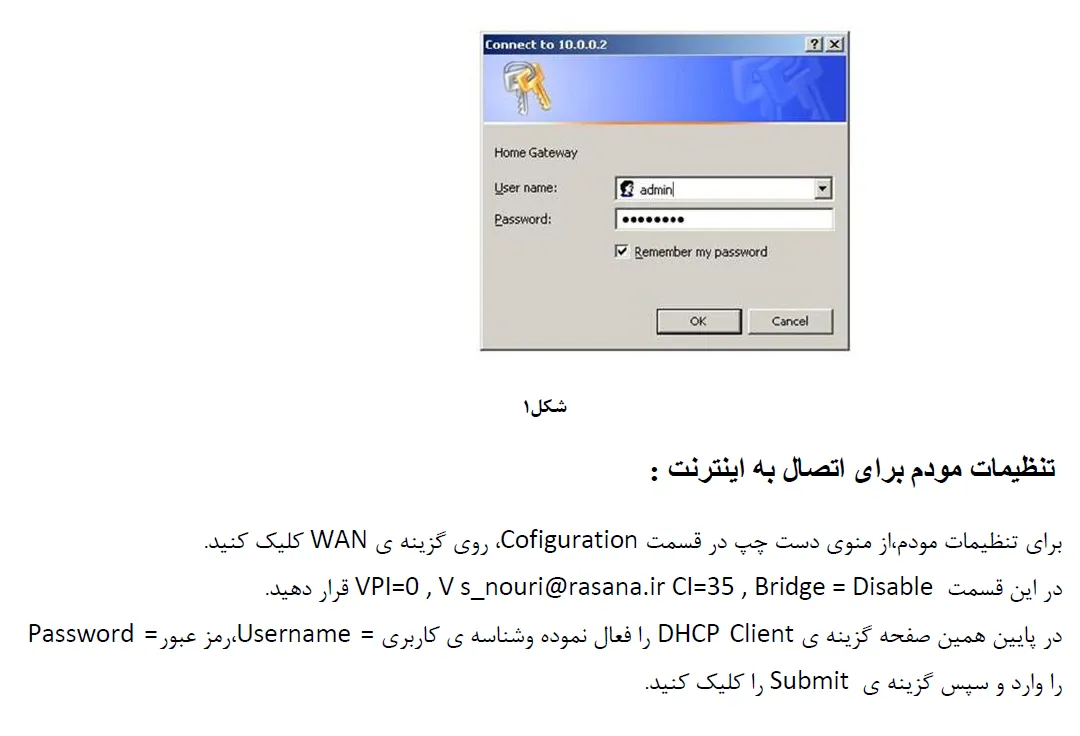 Connect to 10.0.0.2
Home Gateway
User name:
admin
Password:
••••••••
Remember my password
OK
Cancel
شکل۱
تنظیمات مودم برای اتصال به اینترنت :
برای تنظیمات مودم،از منوی دست چپ در قسمت Cofiguration، روی گزینه ی WAN کلیک کنید.
در این قسمت VPI=0 , V s_nouri@rasana.ir CI=35 , Bridge = Disable قرار دهید.
در پایین همین صفحه گزینه ی DHCP Client را فعال نموده وشناسه ی کاربری = Username،رمز عبور= Password
را وارد و سپس گزینه ی Submit را کلیک کنید.